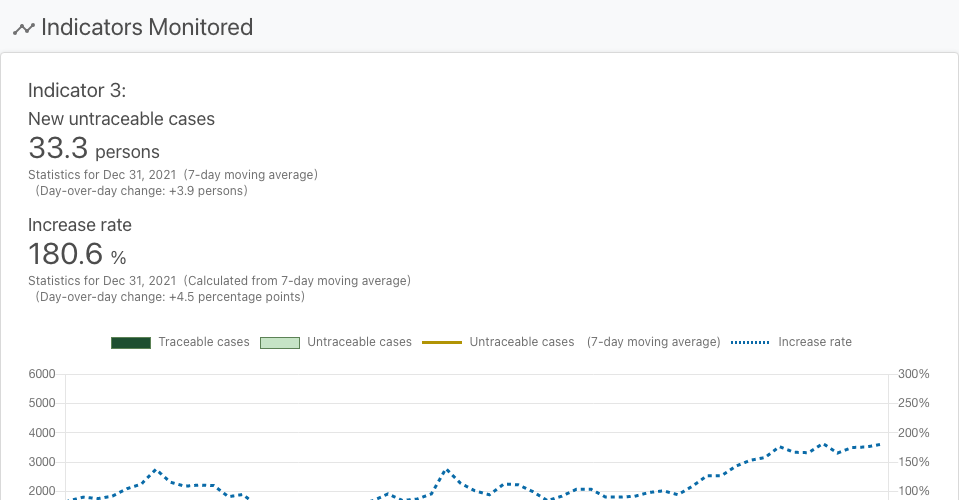 Indicators Monitored
Indicator 3:
New untraceable cases
33.3 persons
Statistics for Dec 31, 2021 (7-day moving average)
(Day-over-day change: +3.9 persons)
Increase rate
180.6 %
Statistics for Dec 31, 2021 (Calculated from 7-day moving average)
(Day-over-day change: +4.5 percentage points)
Traceable cases Untraceable cases Untraceable cases (7-day moving average) Increase rate
6000 300%
5000 250%
4000 200%
3000 150%
2000 100%